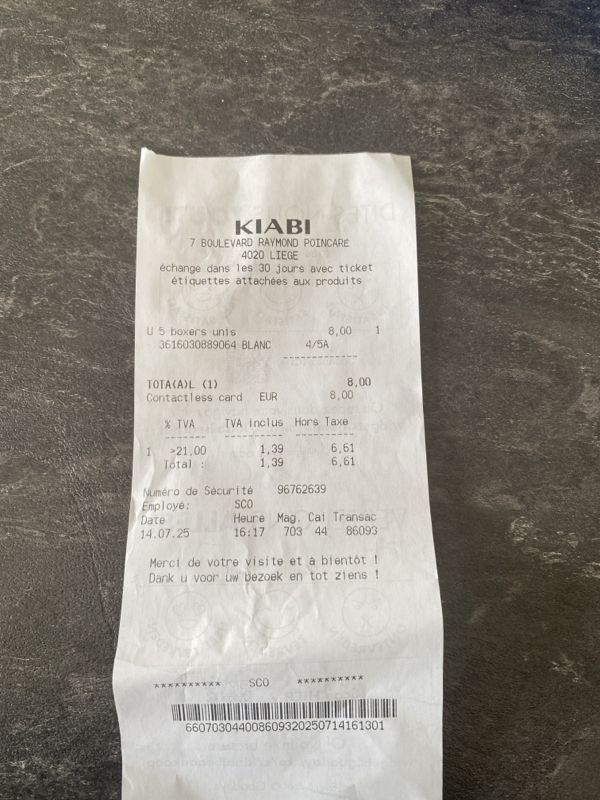 KIABI
7 BOULEVARD RAYMOND POINCARE
4020 LIEGE
échange dans les 30 jours avec ticket
étiquettes attachées aux produits
U 5 boxers unis 8,00 1
3616030889064 BLANC 4/5A
------------
TOTA(A)L (1) 8,00
Contactless card EUR 8,00
% TVA TVA inclus Hors Taxe
------- ---------- ----------
1 >21,00 1,39 6,61
Total : 1,39 6,61
Numéro de Sécurité 96762639
Employé: SCO
Date Heure Mag. Cai Transac
14.07.25 16:17 703 44 86093
Merci de votre visite et à bientôt !
Dank u voor uw bezoek en tot ziens !
********** SCO **********
660703044008609320250714161301